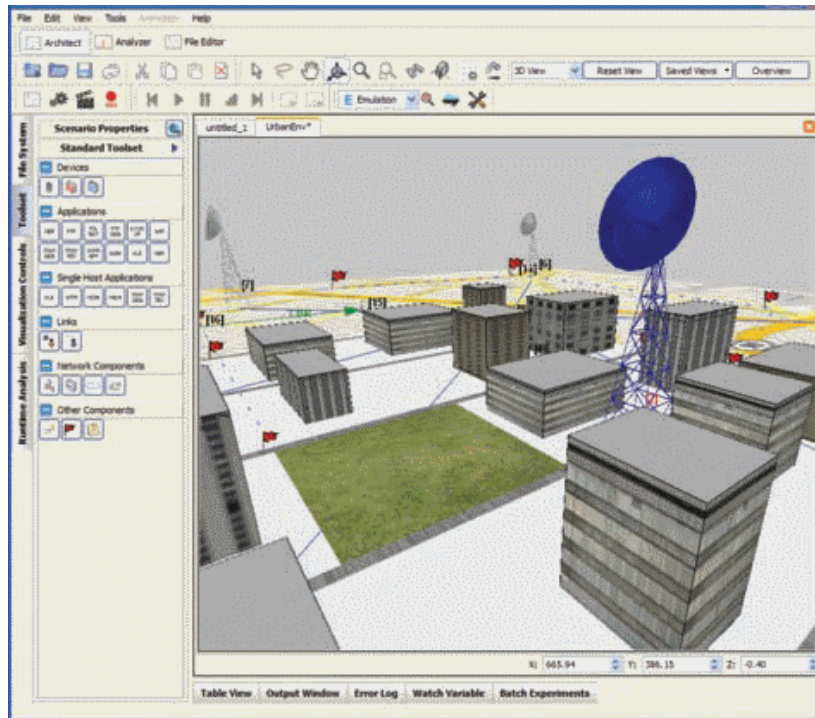 File Edit View Tools Animator Help
Architect Analyzer File Editor
3D View Reset View Saved Views Overview
E Emulation
File System
Toolset
Visualization Controls
Runtime Analysis
Scenario Properties
Standard Toolset
Devices
Applications
Single Host Applications
Links
Network Components
Other Components
untitled_1 UrbanEnv*
[7]
[14] [6]
[15]
[16]
X: 665.94 Y: 386.15 Z: -0.40
Table View Output Window Error Log Watch Variable Batch Experiments